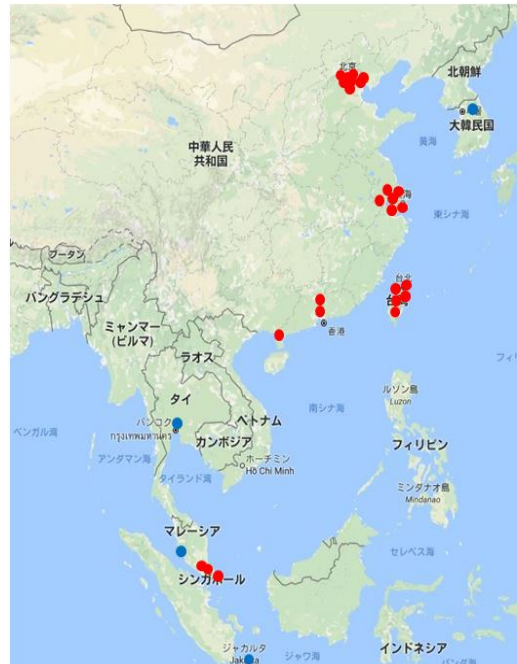 北京
北朝鮮
大韓民国
黄海
中華人民
共和国
東シナ海
ブータン
バングラデシュ
台北
ミャンマー
(ビルマ)
香港
ラオス
タイ
南シナ海
ルソン島
Luzon
ベンガル湾
バンコク
กรุงเทพมหานคร
ベトナム
カンボジア
フィリピン
アンダマン海
ホーチミン
Hồ Chí Minh
タイランド湾
ミンダナオ島
Mindanao
マレーシア
セレベス海
シンガポール
ジャカルタ
ジャワ海
インドネシア
バンダ海